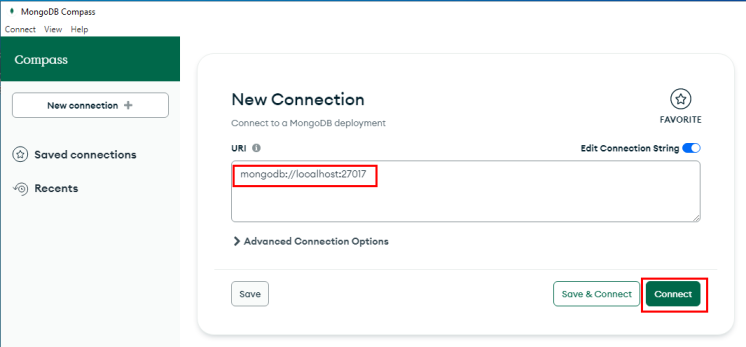 MongoDB Compass
Connect View Help
Compass
New connection +
Saved connections
Recents
New Connection
Connect to a MongoDB deployment
FAVORITE
URI
Edit Connection String
mongodb://localhost:27017
Advanced Connection Options
Save
Save & Connect
Connect